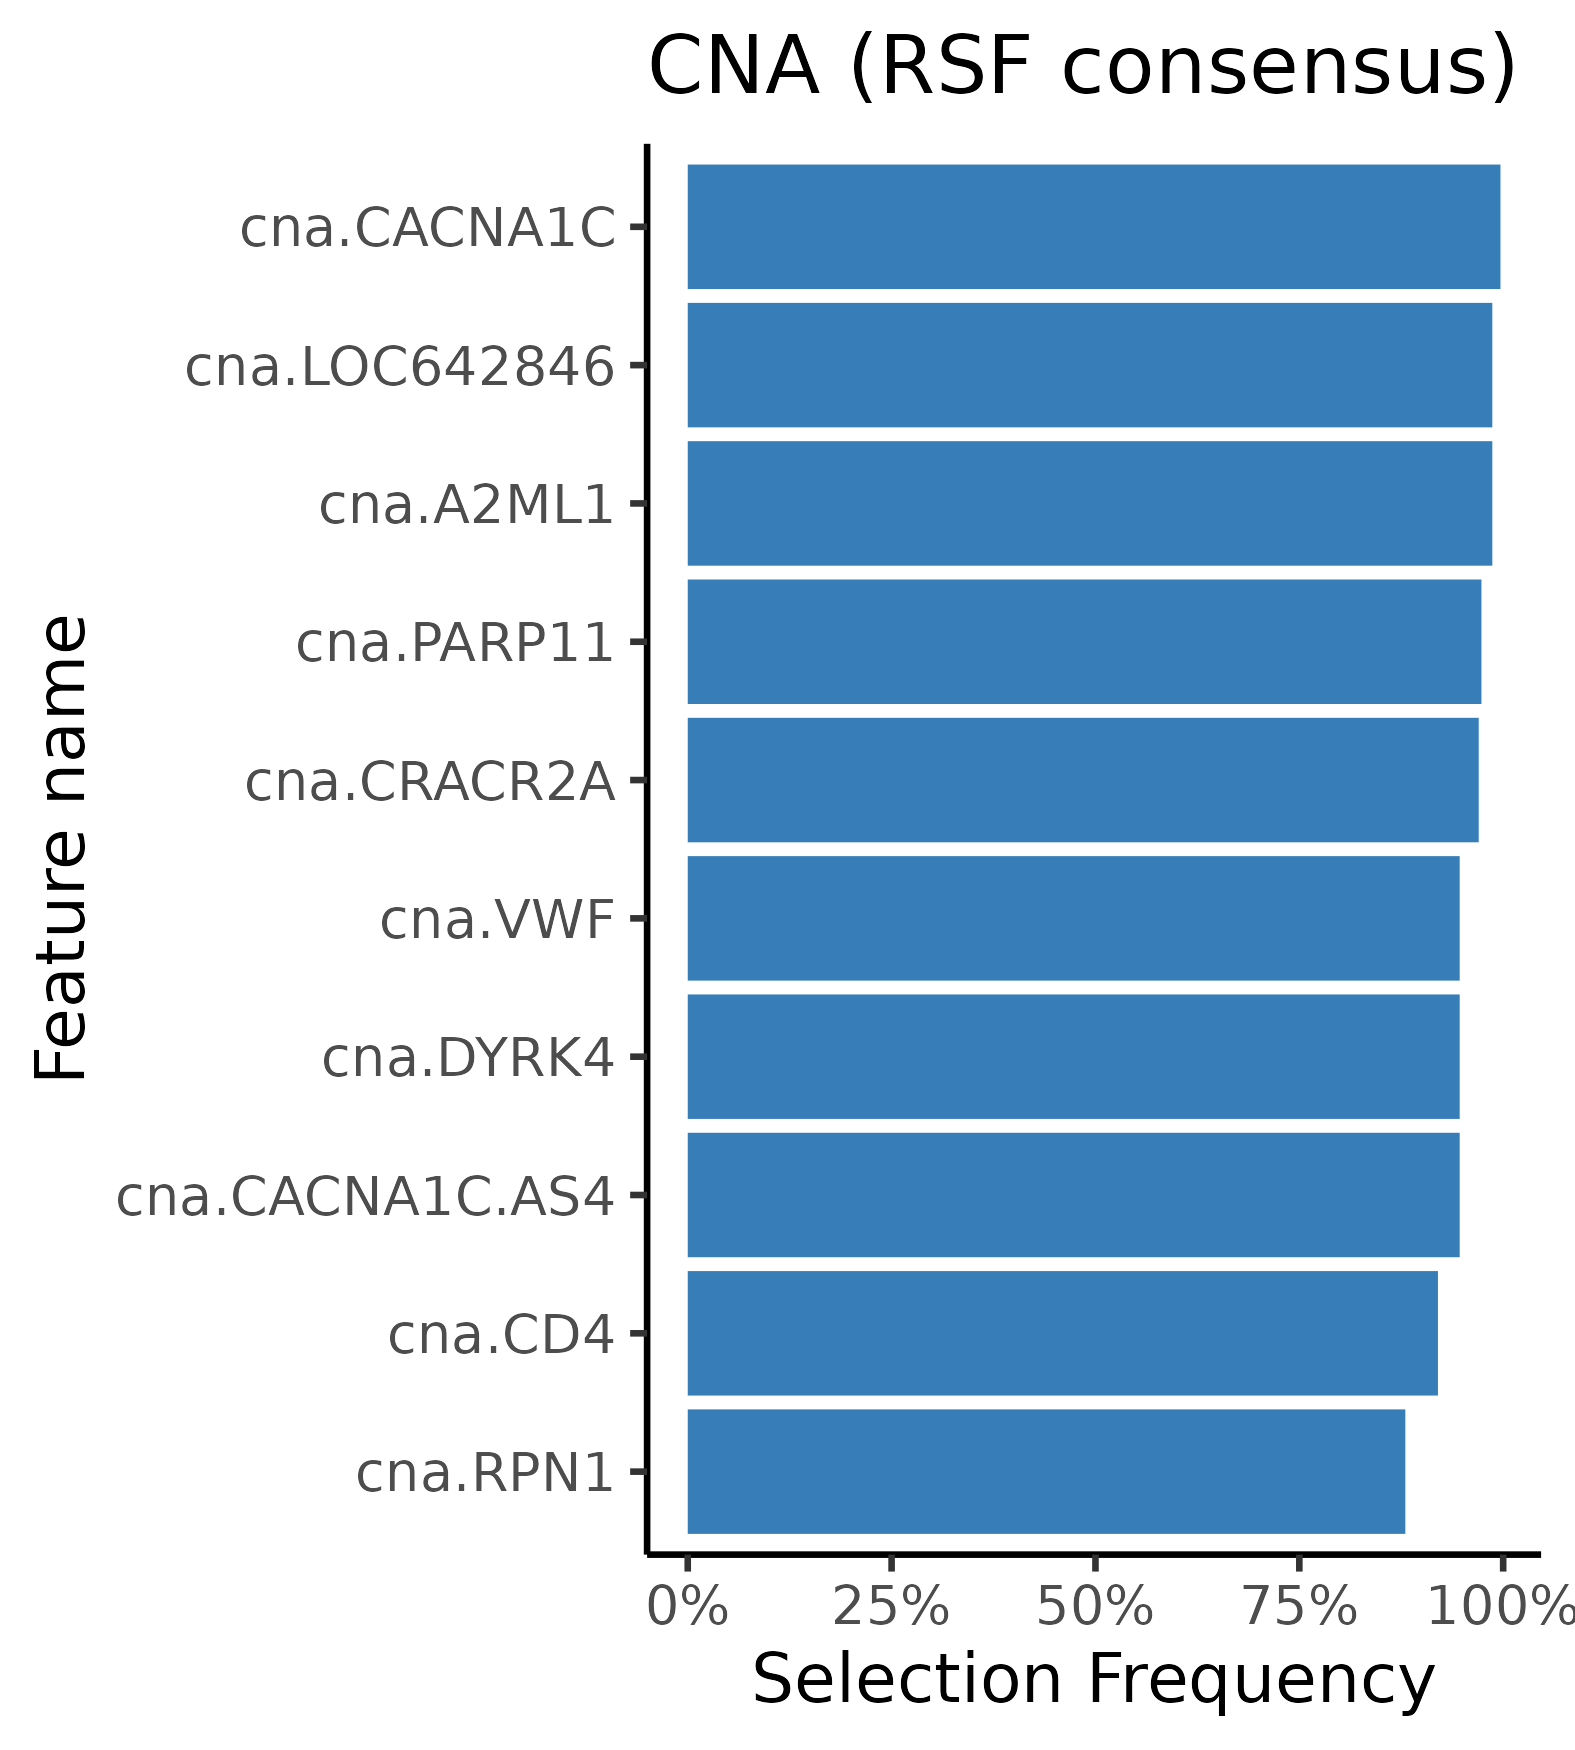 CNA (RSF consensus)
cna.CACNA1C
cna.LOC642846
cna.A2ML1
cna.PARP11
cna.CRACR2A
cna.VWF
cna.DYRK4
cna.CACNA1C.AS4
cna.CD4
cna.RPN1
Feature name
0% 25% 50% 75% 100%
Selection Frequency